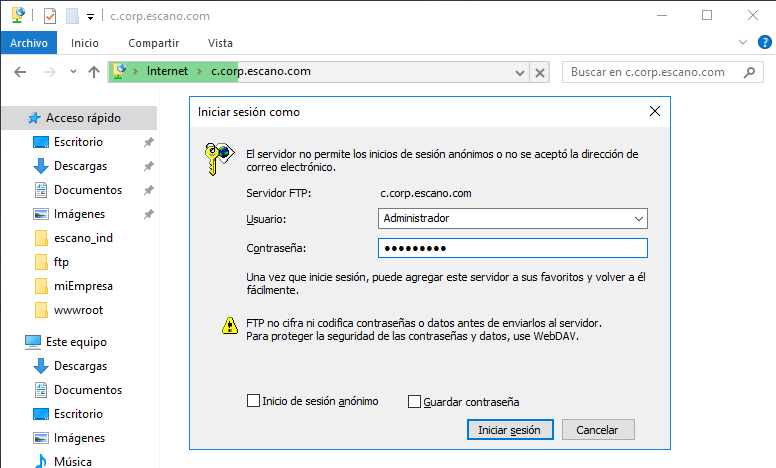 c.corp.escano.com
Archivo Inicio Compartir Vista
Internet c.corp.escano.com Buscar en c.corp.escano.com
Acceso rápido
Escritorio
Descargas
Documentos
Imágenes
escano_ind
ftp
miEmpresa
wwwroot
Este equipo
Descargas
Documentos
Escritorio
Imágenes
Música
Iniciar sesión como
El servidor no permite los inicios de sesión anónimos o no se aceptó la dirección de
correo electrónico.
Servidor FTP: c.corp.escano.com
Usuario: Administrador
Contraseña: •••••••••
Una vez que inicie sesión, puede agregar este servidor a sus favoritos y volver a él
fácilmente.
FTP no cifra ni codifica contraseñas o datos antes de enviarlos al servidor.
Para proteger la seguridad de las contraseñas y datos, use WebDAV.
Inicio de sesión anónimo Guardar contraseña
Iniciar sesión Cancelar